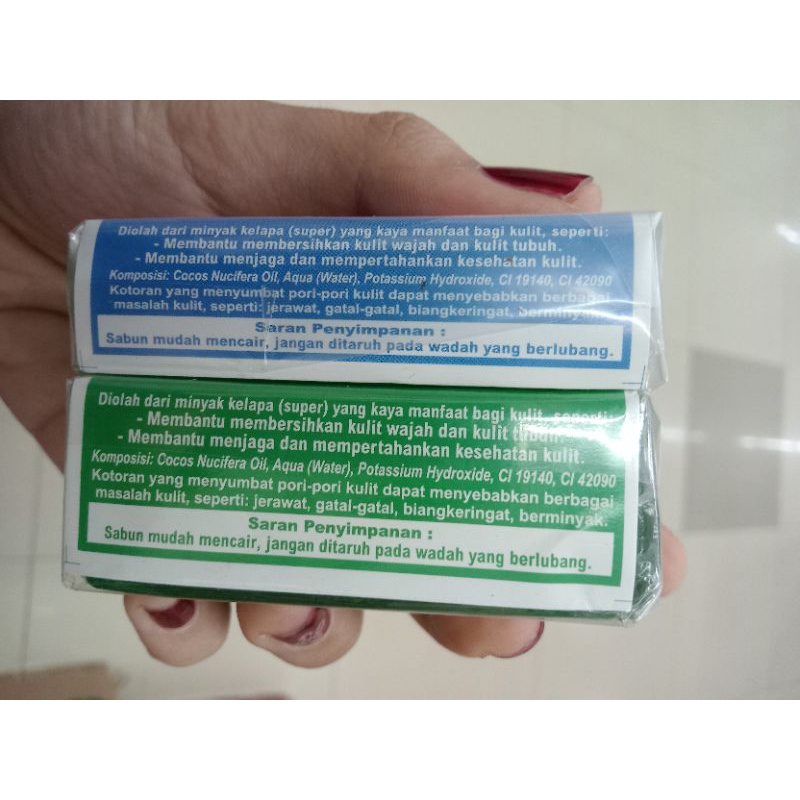 Diolah dari minyak kelapa (super) yang kaya manfaat bagi kulit, seperti:
- Membantu membersihkan kulit wajah dan kulit tubuh.
- Membantu menjaga dan mempertahankan kesehatan kulit.
Komposisi: Cocos Nucifera Oil, Aqua (Water), Potassium Hydroxide, CI 19140, CI 42090
Kotoran yang menyumbat pori-pori kulit dapat menyebabkan berbagai
masalah kulit, seperti: jerawat, gatal-gatal, biangkeringat, berminyak.
Saran Penyimpanan :
Sabun mudah mencair, jangan ditaruh pada wadah yang berlubang.
Diolah dari minyak kelapa (super) yang kaya manfaat bagi kulit, seperti:
- Membantu membersihkan kulit wajah dan kulit tubuh.
- Membantu menjaga dan mempertahankan kesehatan kulit.
Komposisi: Cocos Nucifera Oil, Aqua (Water), Potassium Hydroxide, CI 19140, CI 42090
Kotoran yang menyumbat pori-pori kulit dapat menyebabkan berbagai
masalah kulit, seperti: jerawat, gatal-gatal, biangkeringat, berminyak.
Saran Penyimpanan :
Sabun mudah mencair, jangan ditaruh pada wadah yang berlubang.